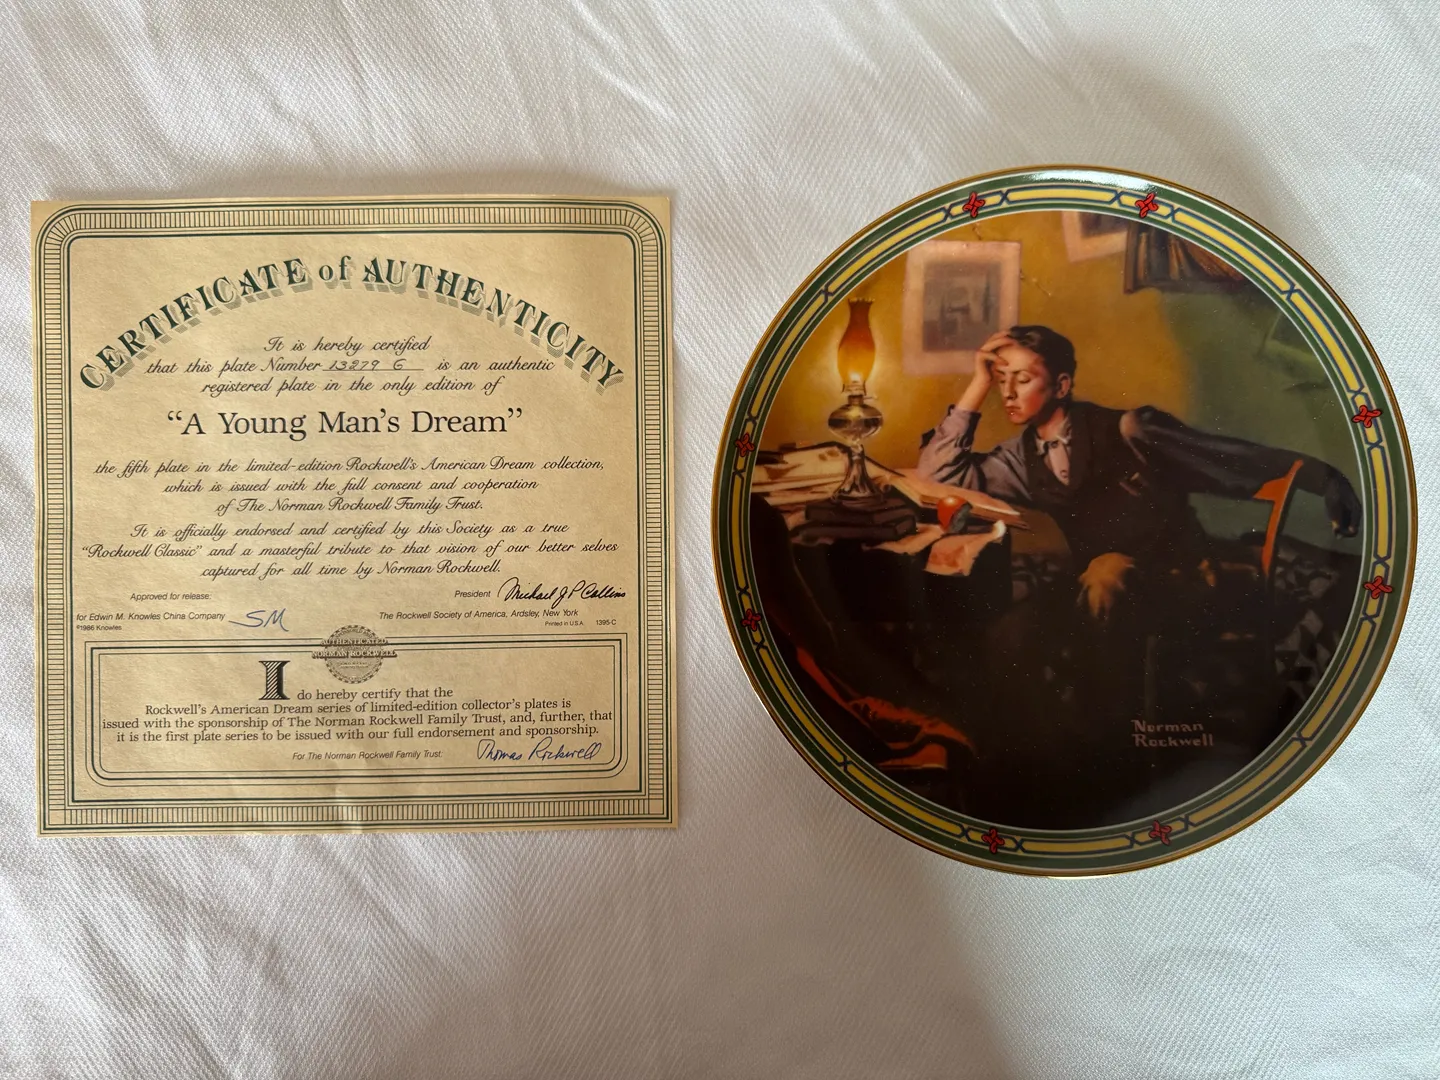 CERTIFICATE of AUTHENTICITY
It is hereby certified
that this plate Number 13279 G is an authentic
registered plate in the only edition of
“A Young Man’s Dream”
the fifth plate in the limited-edition Rockwell’s American Dream collection,
which is issued with the full consent and cooperation
of The Norman Rockwell Family Trust.
It is officially endorsed and certified by this Society as a true
“Rockwell Classic” and a masterful tribute to that vision of our better selves
captured for all time by Norman Rockwell.
Approved for release:
President Michael J P Collins
for Edwin M. Knowles China Company SM
The Rockwell Society of America, Ardsley, New York
©1986 Knowles
Printed in U.S.A. 1395-C
AUTHENTICATED
NORMAN ROCKWELL
I do hereby certify that the
Rockwell’s American Dream series of limited-edition collector’s plates is
issued with the sponsorship of The Norman Rockwell Family Trust, and, further, that
it is the first plate series to be issued with our full endorsement and sponsorship.
For The Norman Rockwell Family Trust: Thomas Rockwell
Norman
Rockwell